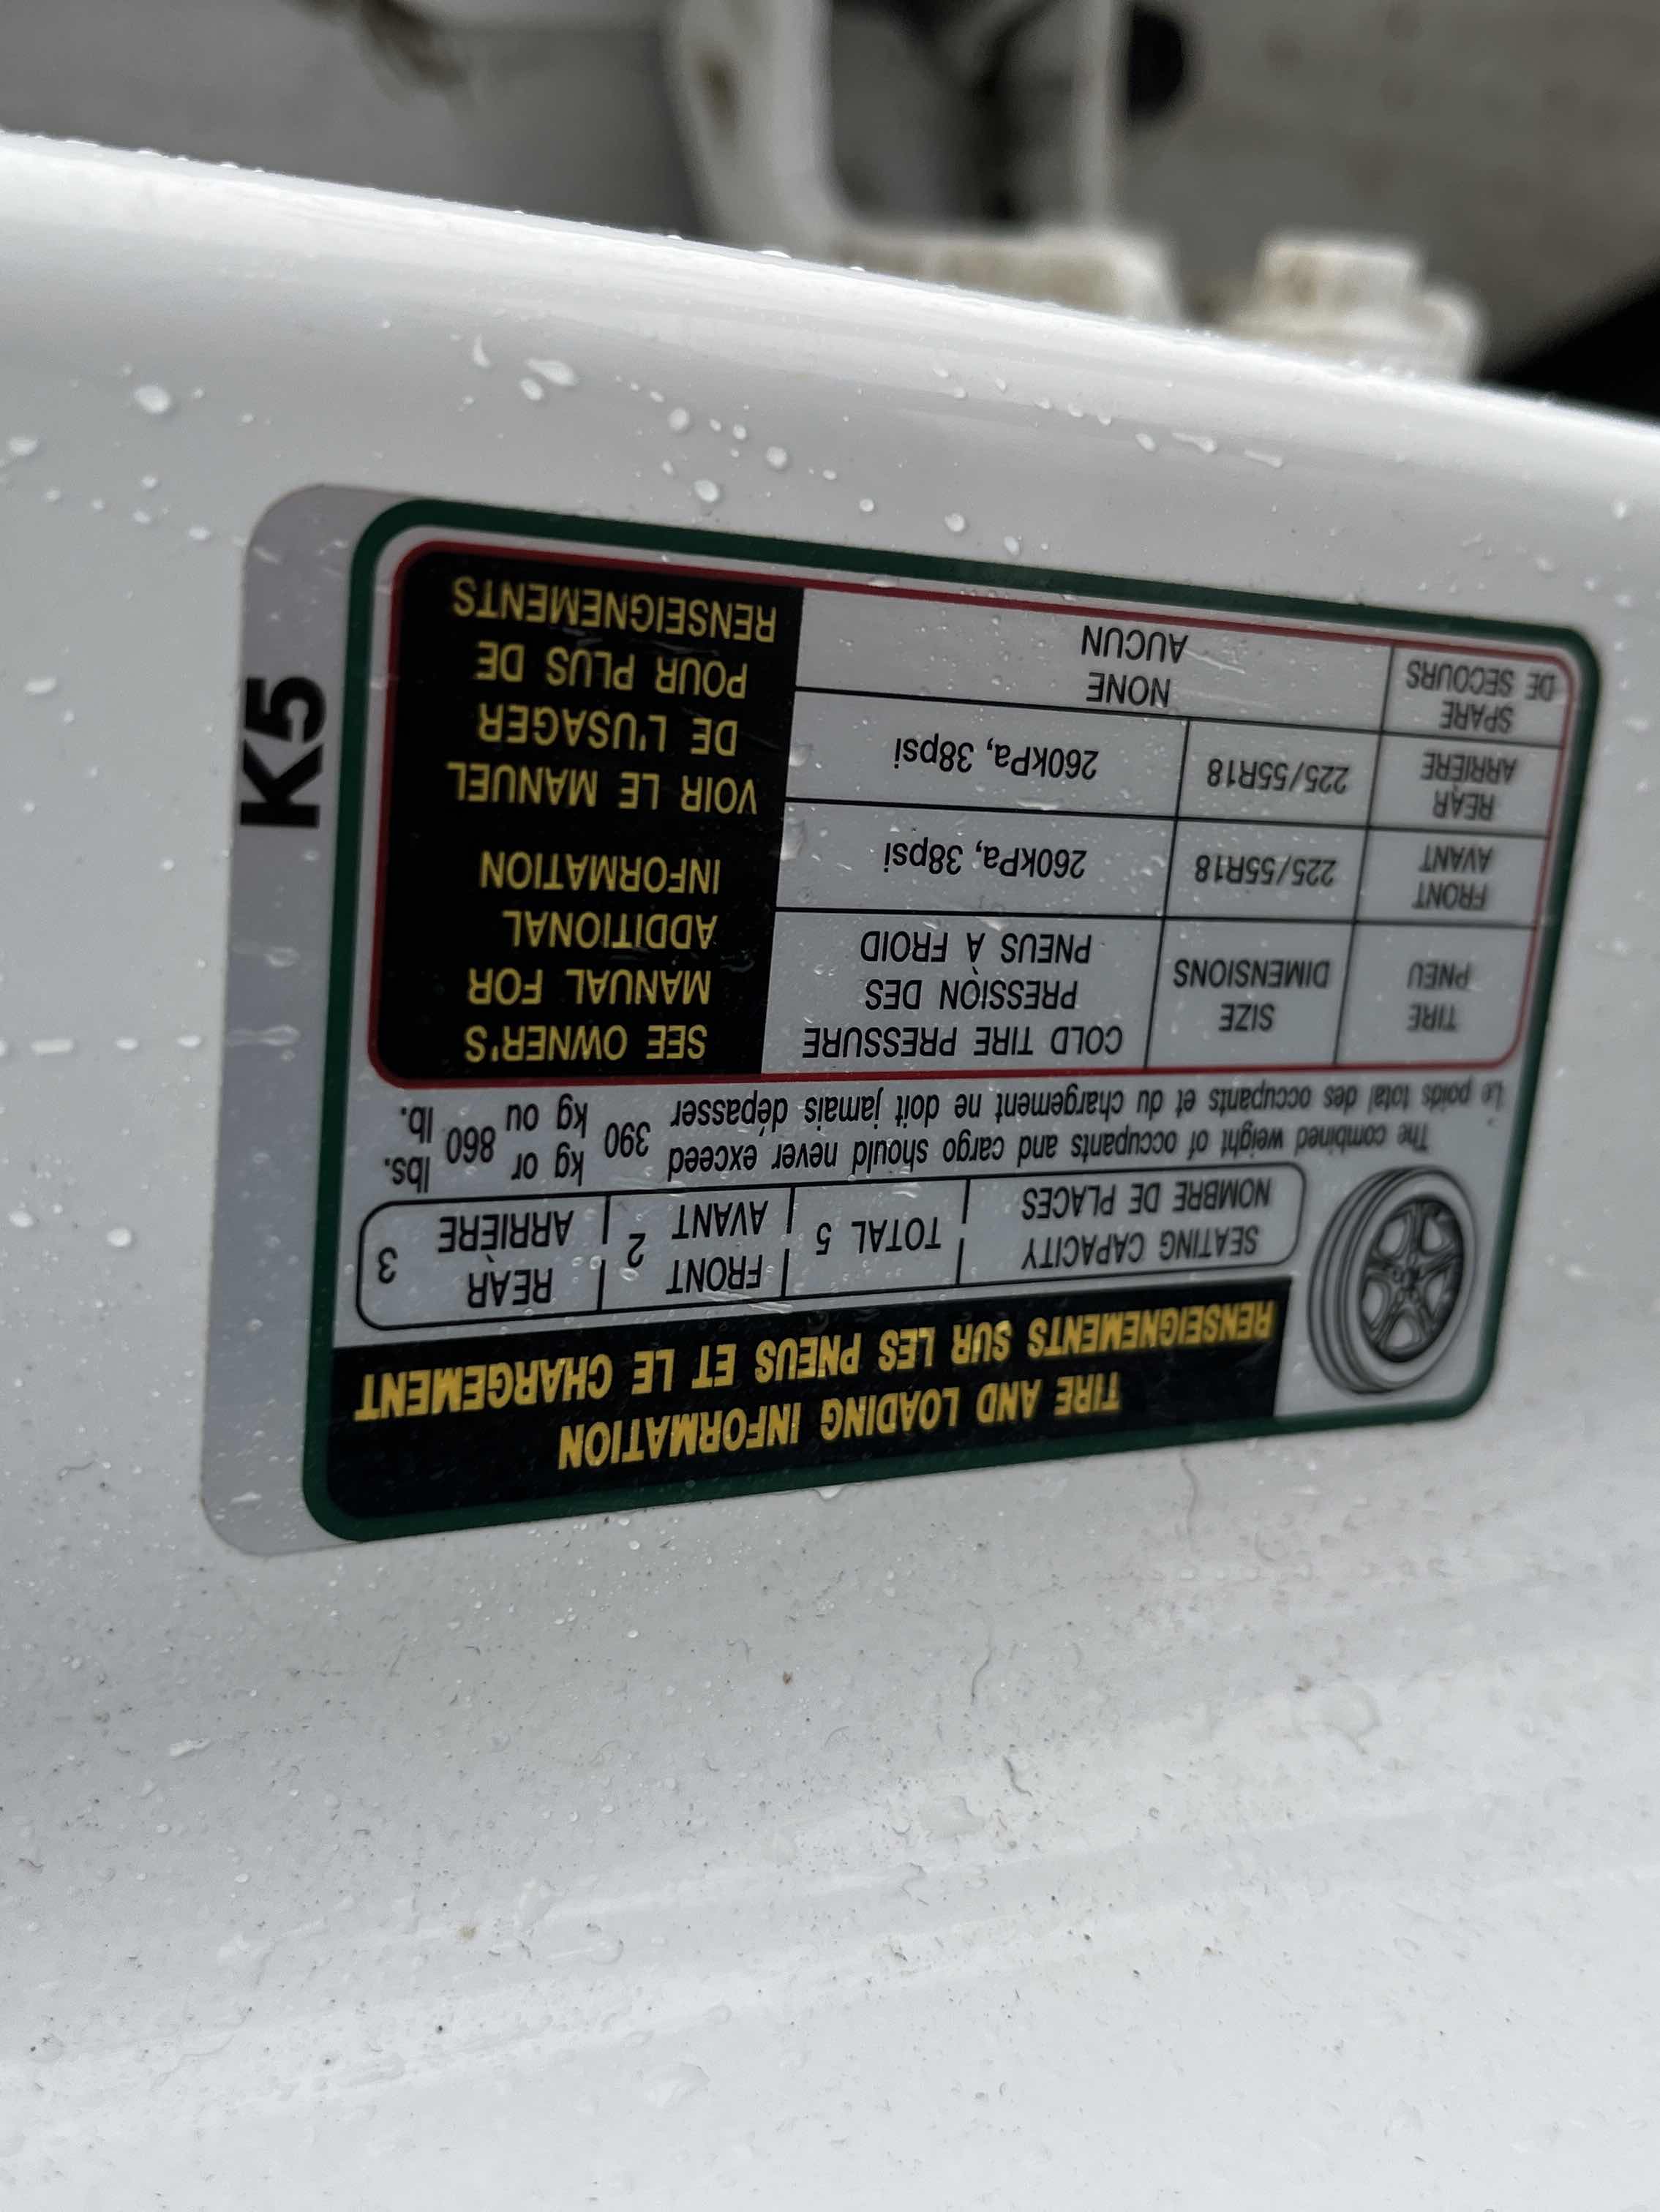 TIRE AND LOADING INFORMATION
RENSEIGNEMENTS SUR LES PNEUS ET LE CHARGEMENT
SEATING CAPACITY
NOMBRE DE PLACES
TOTAL 5
FRONT
AVANT 2
REAR
ARRIÈRE 3
The combined weight of occupants and cargo should never exceed 390 kg or 860 lbs.
Le poids total des occupants et du chargement ne doit jamais dépasser 390 kg ou 860 lb.
TIRE
PNEU
SIZE
DIMENSIONS
COLD TIRE PRESSURE
PRESSION DES
PNEUS À FROID
FRONT
AVANT
225/55R18
260kPa, 38psi
REAR
ARRIÈRE
225/55R18
260kPa, 38psi
SPARE
DE SECOURS
NONE
AUCUN
SEE OWNER'S
MANUAL FOR
ADDITIONAL
INFORMATION
VOIR LE MANUEL
DE L'USAGER
POUR PLUS DE
RENSEIGNEMENTS
K5